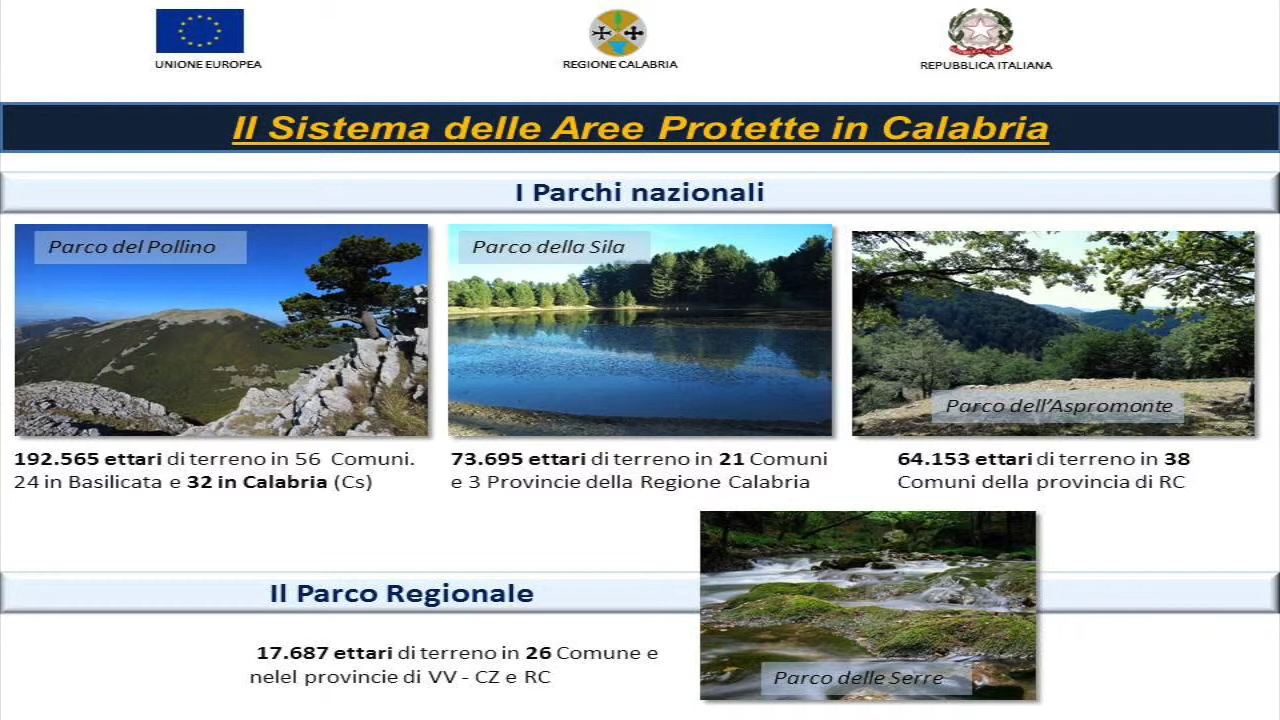 UNIONE EUROPEA
REGIONE CALABRIA
REPUBBLICA ITALIANA
Il Sistema delle Aree Protette in Calabria
I Parchi nazionali
Parco del Pollino
Parco della Sila
Parco dell'Aspromonte
192.565 ettari di terreno in 56 Comuni.
24 in Basilicata e 32 in Calabria (Cs)
73.695 ettari di terreno in 21 Comuni
e 3 Provincie della Regione Calabria
64.153 ettari di terreno in 38
Comuni della provincia di RC
Il Parco Regionale
17.687 ettari di terreno in 26 Comune e
nelel provincie di VV - CZ e RC
Parco delle Serre